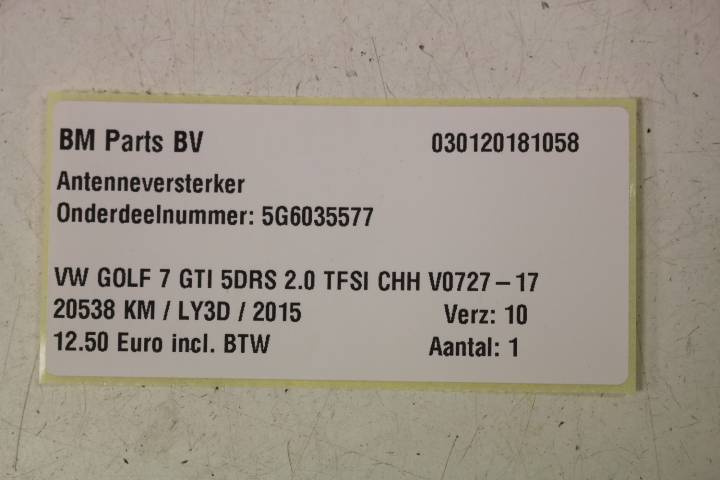 BM Parts BV 030120181058
Antenneversterker
Onderdeelnummer: 5G6035577
VW GOLF 7 GTI 5DRS 2.0 TFSI CHH V0727 – 17
20538 KM / LY3D / 2015 Verz: 10
12.50 Euro incl. BTW Aantal: 1